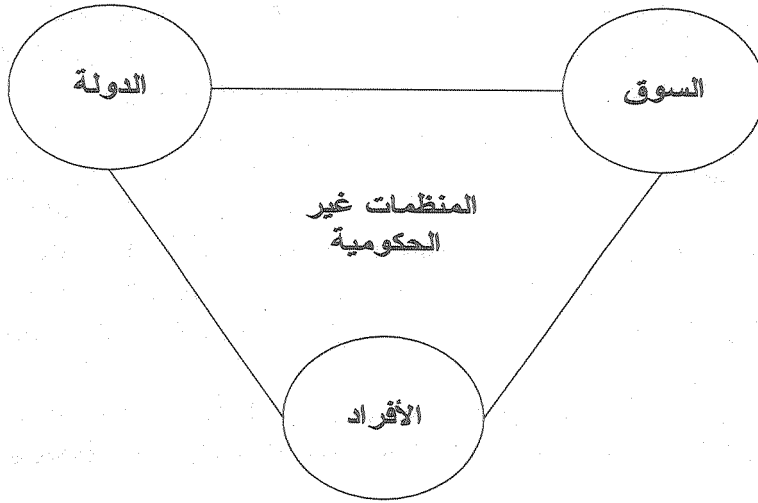 السوق
الدولة
المنظمات غير
الحكومية
الأفراد